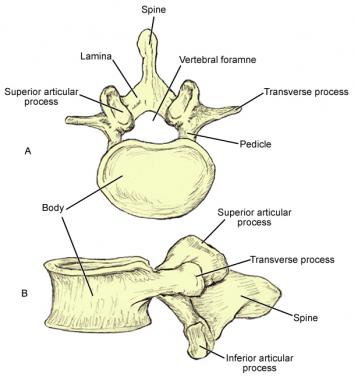 Spine
Lamina
Vertebral foramne
Superior articular
process
Transverse process
A
Pedicle
Body
Superior articular
process
Transverse process
B
Spine
Inferior articular
process